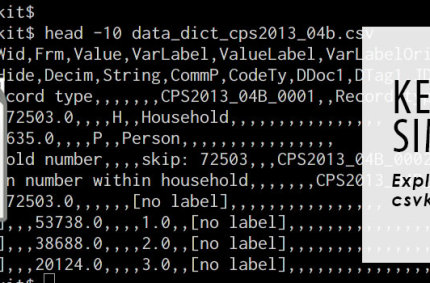 kit$
kit$ head -10 data_dict_cps2013_04b.csv
Wid,Frm,Value,VarLabel,ValueLabel,VarLabelOri
Hide,Decim,String,CommP,CodeTy,DDoc1,DTag1,ID
cord type,,,,,,,CPS2013_04B_0001,,Record
72503.0,,,,H,,Household,,,,,,,,,,,,,,,
635.0,,,,P,,Person,,,,,,,,,,,,,,,,
old number,,,,skip: 72503,,,CPS2013_04B_0002
n number within household,,,,,,,CPS2013
72503.0,,,,,,[no label],,,,,,,,,,,,,,,
],,,53738.0,,,,1.0,,[no label],,,,,,,,,,,,
],,,38688.0,,,,2.0,,[no label],,,,,,,,,,,,
],,,20124.0,,,,3.0,,[no label],,,,,,,,,,,,
kit$
KE
SIM
Expl
csvk